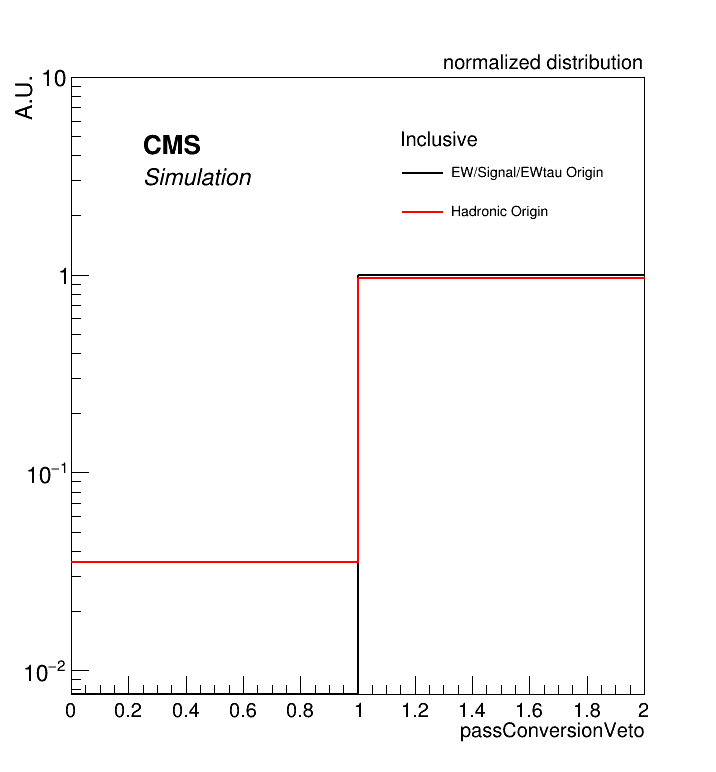 normalized distribution
A.U.
10
CMS
Simulation
Inclusive
EW/Signal/EWtau Origin
Hadronic Origin
1
10⁻¹
10⁻²
0 0.2 0.4 0.6 0.8 1 1.2 1.4 1.6 1.8 2
passConversionVeto